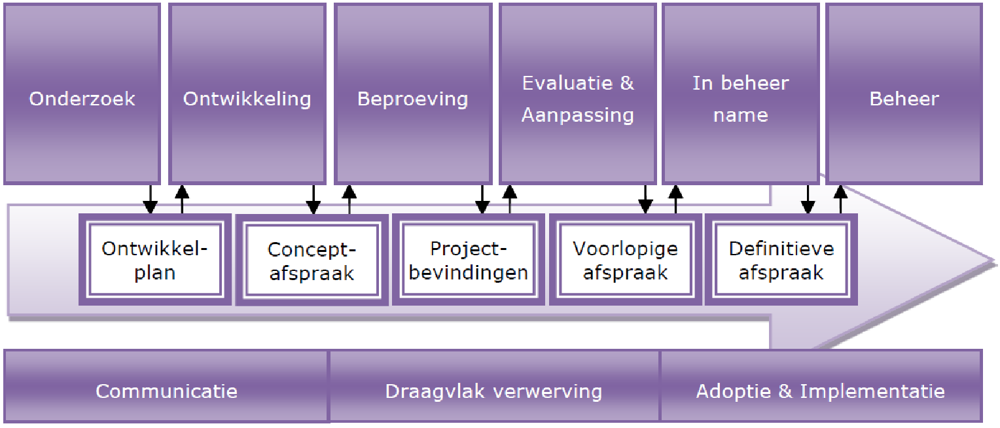 Onderzoek
Ontwikkeling
Beproeving
Evaluatie &
Aanpassing
In beheer
name
Beheer
Ontwikkel-
plan
Concept-
afspraak
Project-
bevindingen
Voorlopige
afspraak
Definitieve
afspraak
Communicatie
Draagvlak verwerving
Adoptie & Implementatie